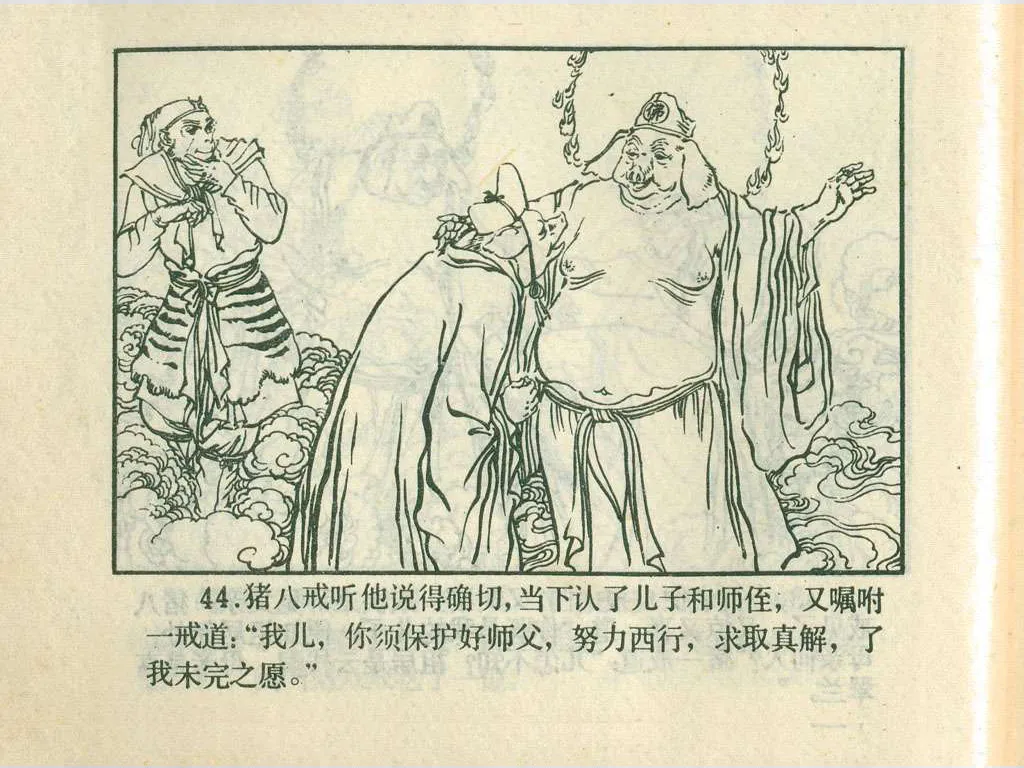 佛
44.猪八戒听他说得确切，当下认了儿子和师侄，又嘱咐
一戒道：“我儿，你须保护好师父，努力西行，求取真解，了
我未完之愿。”